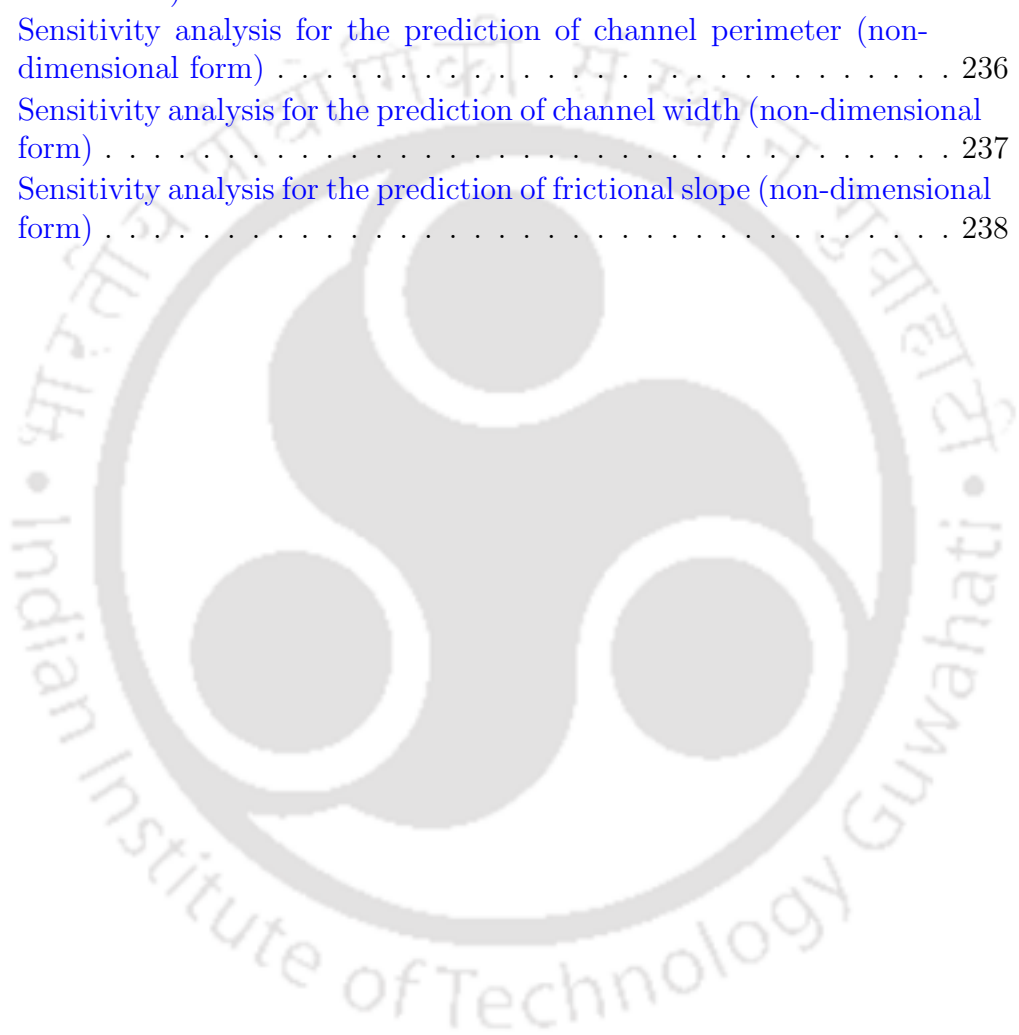 )
Sensitivity analysis for the prediction of channel perimeter (non-
dimensional form) . . . . . . . . . . . . . . . . . . . . . . . . . . . . 236
Sensitivity analysis for the prediction of channel width (non-dimensional
form) . . . . . . . . . . . . . . . . . . . . . . . . . . . . . . . . . . . 237
Sensitivity analysis for the prediction of frictional slope (non-dimensional
form) . . . . . . . . . . . . . . . . . . . . . . . . . . . . . . . . . . . 238
भारतीय प्रौद्योगिकी संस्थान गुवाहाटी
• Indian Institute of Technology Guwahati •